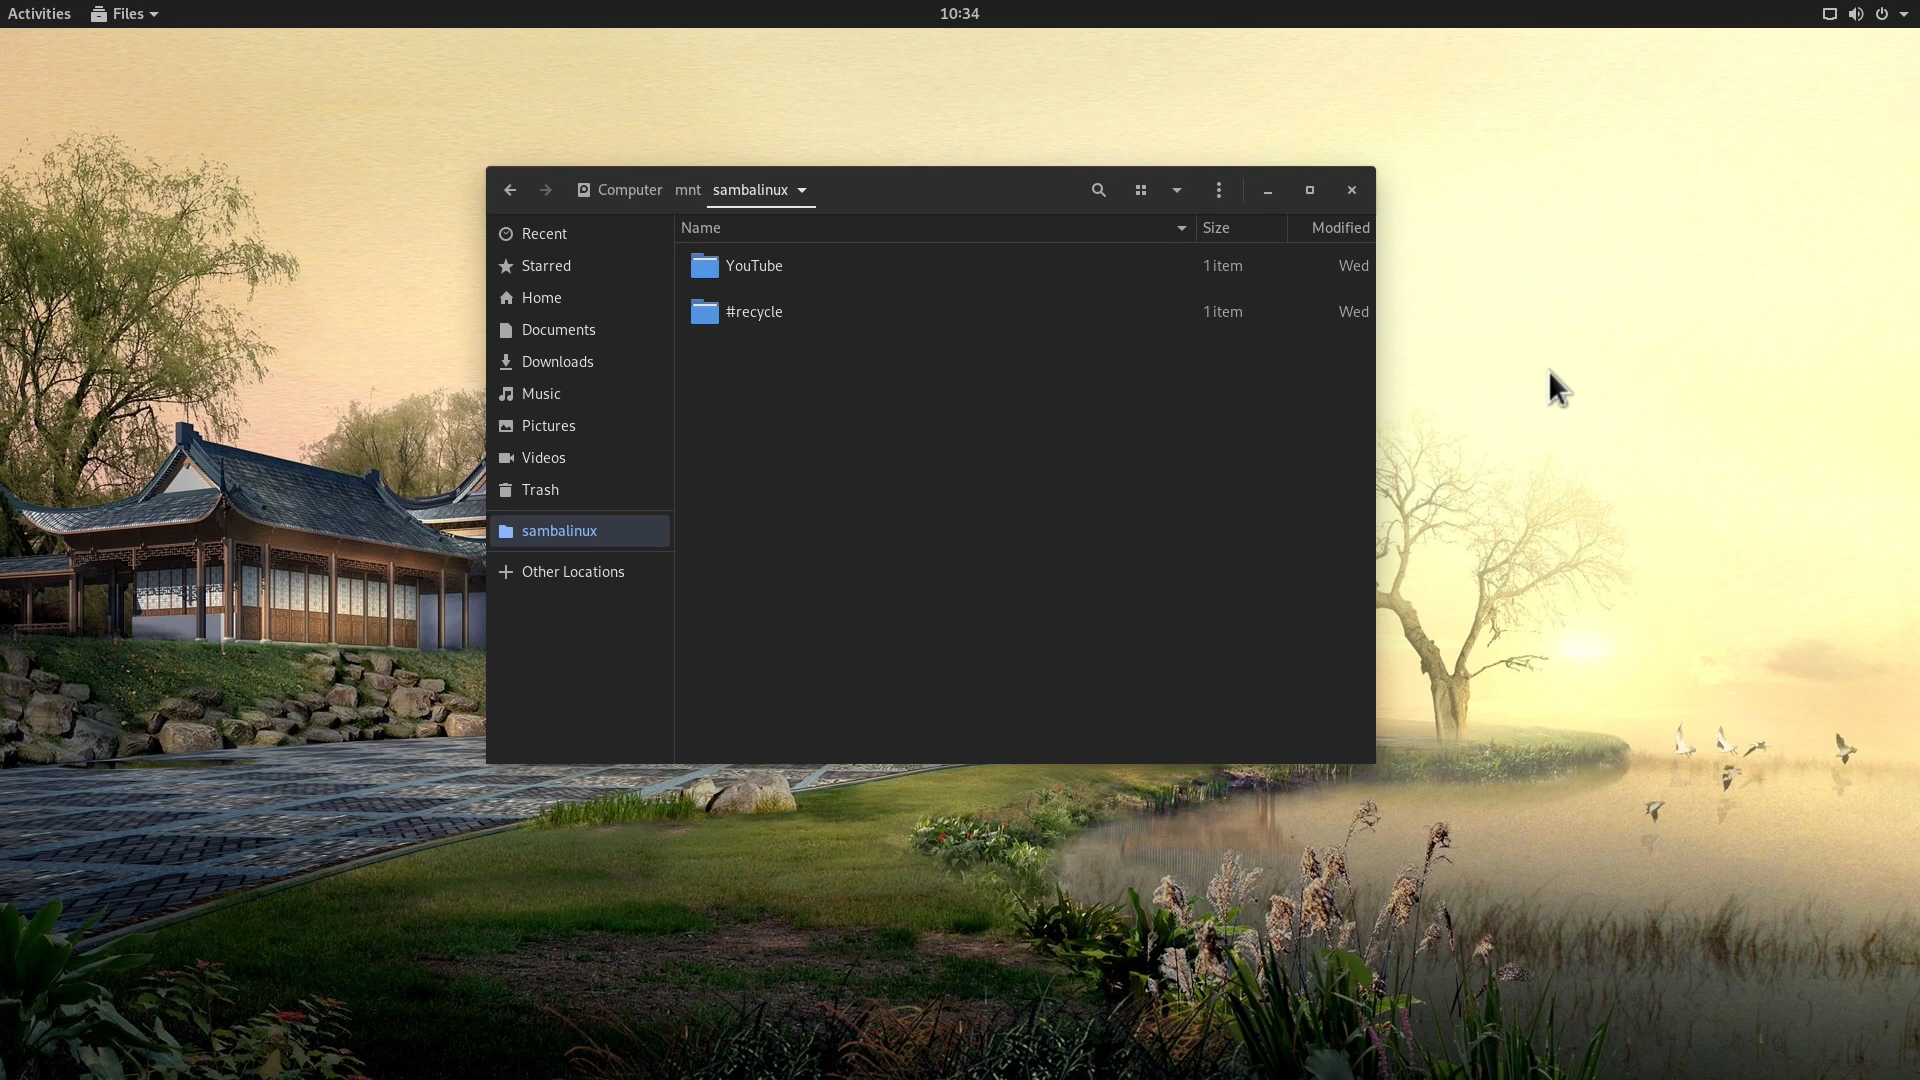 Activities Files 10:34
Computer mnt sambalinux
Name Size Modified
YouTube 1 item Wed
#recycle 1 item Wed
Recent
Starred
Home
Documents
Downloads
Music
Pictures
Videos
Trash
sambalinux
Other Locations